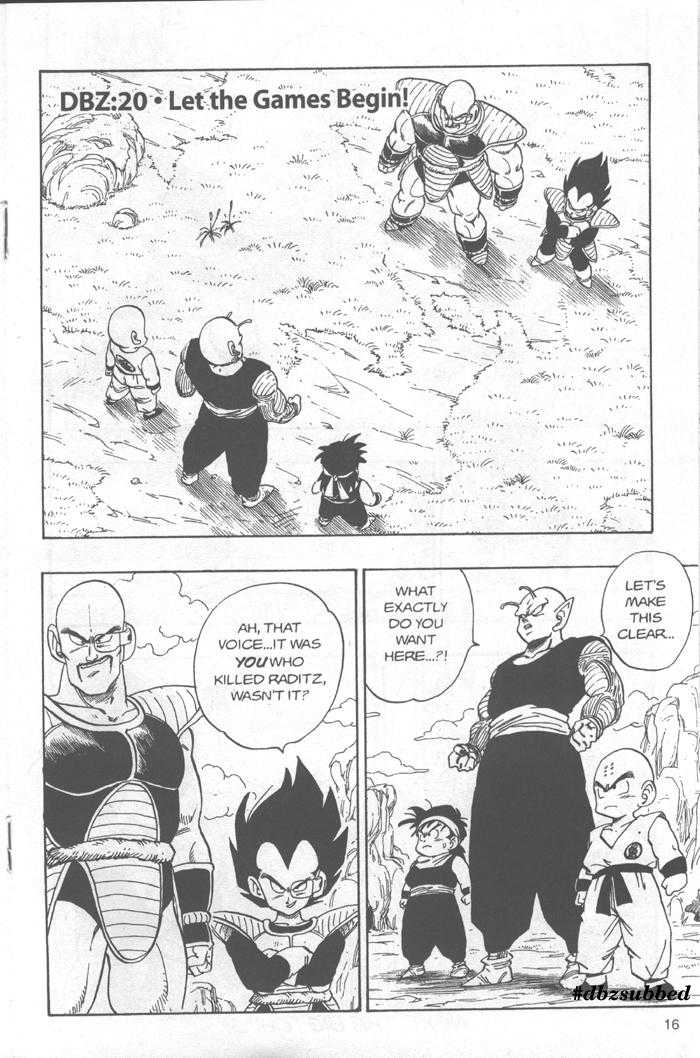 DBZ:20 • Let the Games Begin!
LET'S
MAKE
THIS
CLEAR...
WHAT
EXACTLY
DO YOU
WANT
HERE...?!
AH, THAT
VOICE...IT WAS
YOU WHO
KILLED RADITZ,
WASN'T IT?
#dbzsubbed
16